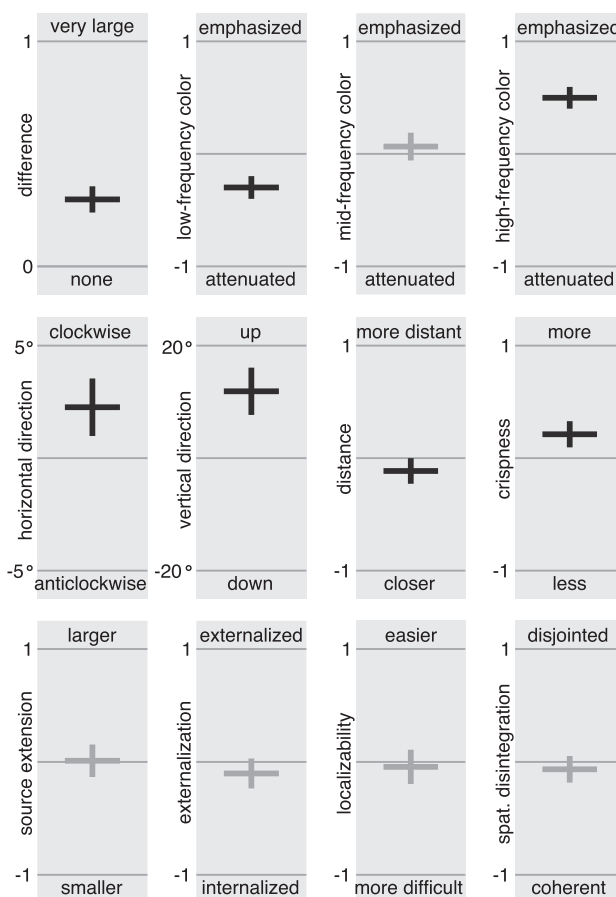 very large
emphasized
emphasized
emphasized
1
1
1
1
difference
low-frequency color
mid-frequency color
high-frequency color
0
-1
-1
-1
none
attenuated
attenuated
attenuated
clockwise
up
more distant
more
5°
20°
1
1
horizontal direction
vertical direction
distance
crispness
-5°
-20°
-1
-1
anticlockwise
down
closer
less
larger
externalized
easier
disjointed
1
1
1
1
source extension
externalization
localizability
spat. disintegration
-1
-1
-1
-1
smaller
internalized
more difficult
coherent